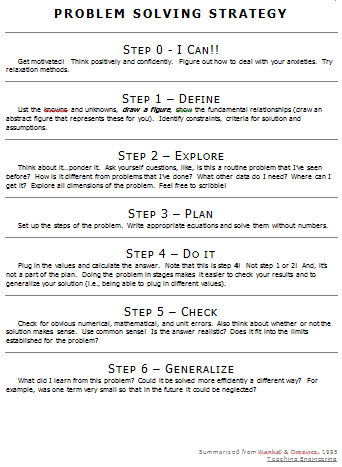 PROBLEM SOLVING STRATEGY
STEP 0 - I CAN!!
Get motivated! Think positively and confidently. Figure out how to deal with your anxieties. Try
relaxation methods.
STEP 1 – DEFINE
List the knowns and unknowns, draw a figure, show the fundamental relationships (draw an
abstract figure that represents these for you). Identify constraints, criteria for solution and
assumptions.
STEP 2 – EXPLORE
Think about it...ponder it. Ask yourself questions, like, is this a routine problem that I've seen
before? How is it different from problems that I've done? What other data do I need? Where can I
get it? Explore all dimensions of the problem. Feel free to scribble!
STEP 3 – PLAN
Set up the steps of the problem. Write appropriate equations and solve them without numbers.
STEP 4 – DO IT
Plug in the values and calculate the answer. Note that this is step 4! Not step 1 or 2! And, it's
not a part of the plan. Doing the problem in stages makes it easier to check your results and to
generalize your solution (i.e., being able to plug in different values).
STEP 5 – CHECK
Check for obvious numerical, mathematical, and unit errors. Also think about whether or not the
solution makes sense. Use common sense! Is the answer realistic? Does it fit into the limits
established for the problem?
STEP 6 – GENERALIZE
What did I learn from this problem? Could it be solved more efficiently a different way? For
example, was one term very small so that in the future it could be neglected?
Summarized from Wankat & Oreovicz, 1995
Teaching Engineering